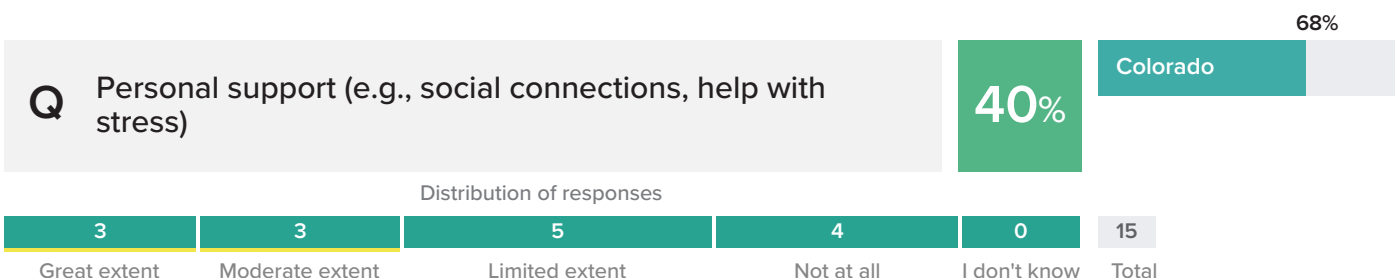 68%
Q
Personal support (e.g., social connections, help with
stress)
40%
Colorado
Distribution of responses
3 3 5 4 0 15
Great extent Moderate extent Limited extent Not at all I don't know Total